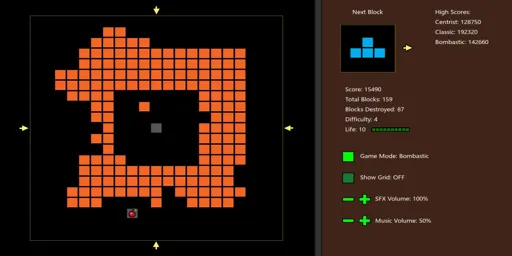 Next Block
High Scores:
Centrist: 128750
Classic: 192320
Bombastic: 142660
Score: 15490
Total Blocks: 159
Blocks Destroyed: 67
Difficulty: 4
Life: 10
Game Mode: Bombastic
Show Grid: OFF
SFX Volume: 100%
Music Volume: 50%